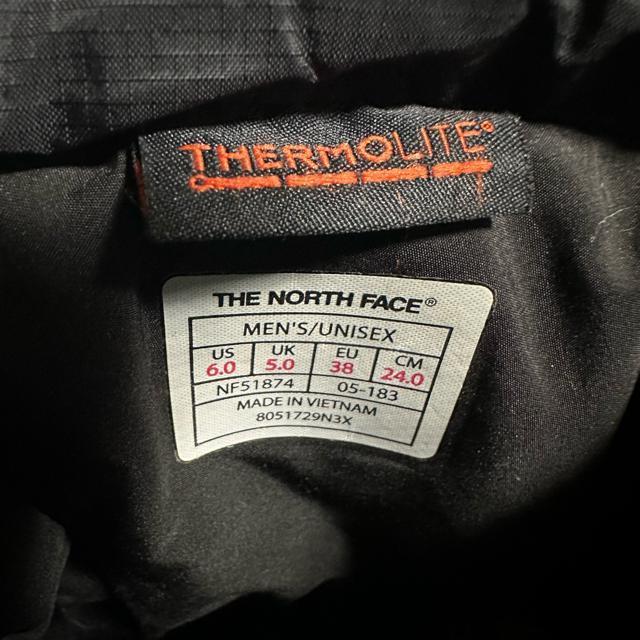 THERMOLITE®
THE NORTH FACE®
MEN'S/UNISEX
US UK EU CM
6.0 5.0 38 24.0
NF51874 05-183
MADE IN VIETNAM
8051729N3X